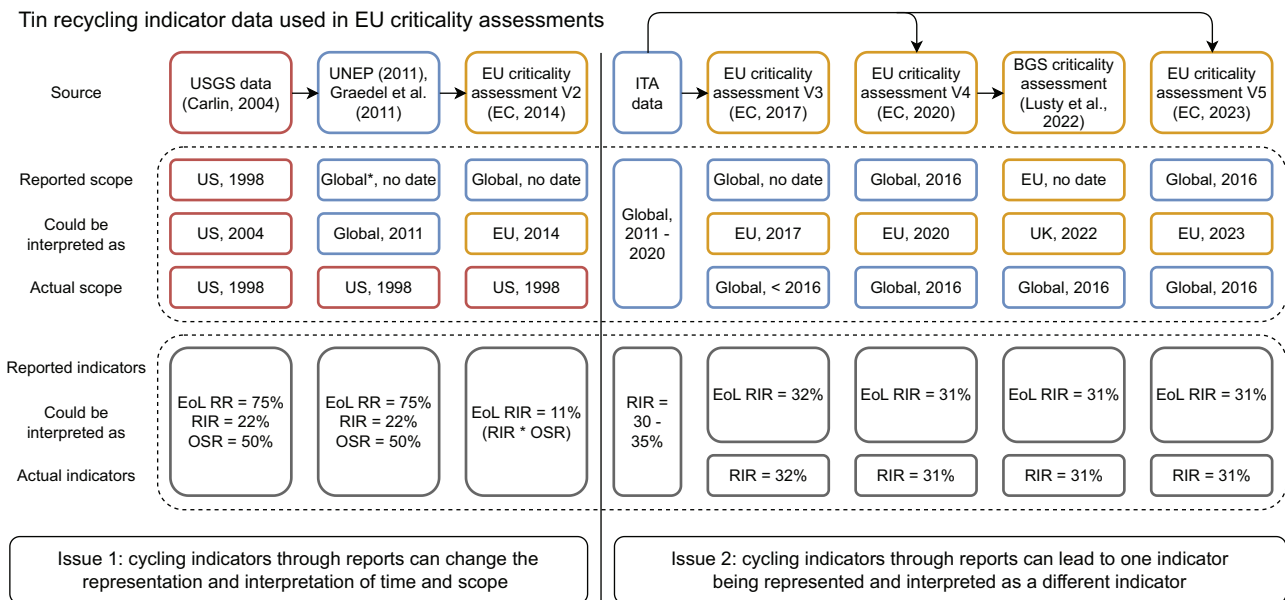 Tin recycling indicator data used in EU criticality assessments
Source
USGS data
(Carlin, 2004)
UNEP (2011),
Graedel et al.
(2011)
EU criticality
assessment V2
(EC, 2014)
ITA
data
EU criticality
assessment V3
(EC, 2017)
EU criticality
assessment V4
(EC, 2020)
BGS criticality
assessment
(Lusty et al.,
2022)
EU criticality
assessment V5
(EC, 2023)
Reported scope
US, 1998
Global*, no date
Global, no date
Global,
2011 -
2020
Global, no date
Global, 2016
EU, no date
Global, 2016
Could be
interpreted as
US, 2004
Global, 2011
EU, 2014
EU, 2017
EU, 2020
UK, 2022
EU, 2023
Actual scope
US, 1998
US, 1998
US, 1998
Global, < 2016
Global, 2016
Global, 2016
Global, 2016
Reported indicators
Could be
interpreted as
Actual indicators
EoL RR = 75%
RIR = 22%
OSR = 50%
EoL RR = 75%
RIR = 22%
OSR = 50%
EoL RIR = 11%
(RIR * OSR)
RIR =
30 -
35%
EoL RIR = 32%
EoL RIR = 31%
EoL RIR = 31%
EoL RIR = 31%
RIR = 32%
RIR = 31%
RIR = 31%
RIR = 31%
Issue 1: cycling indicators through reports can change the
representation and interpretation of time and scope
Issue 2: cycling indicators through reports can lead to one indicator
being represented and interpreted as a different indicator